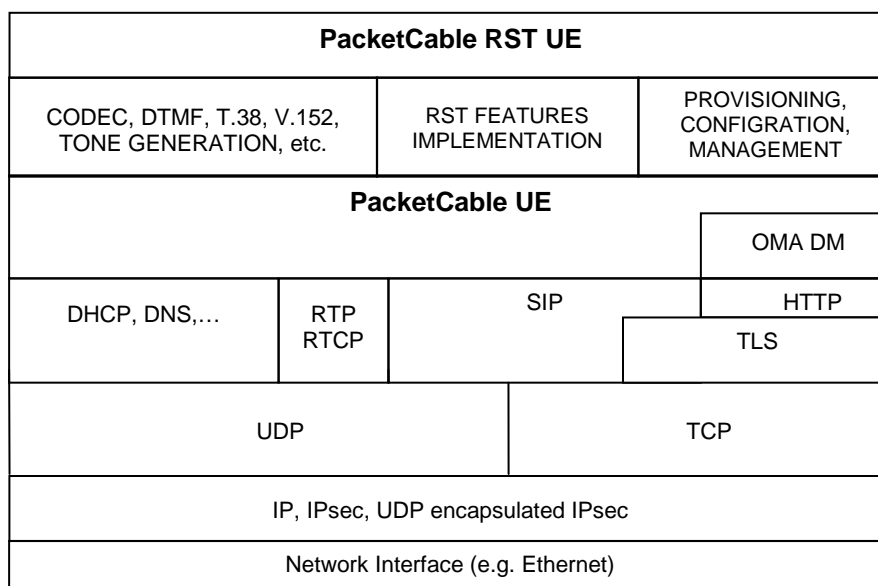 PacketCable RST UE
CODEC, DTMF, T.38, V.152,
TONE GENERATION, etc.
RST FEATURES
IMPLEMENTATION
PROVISIONING,
CONFIGRATION,
MANAGEMENT
PacketCable UE
OMA DM
DHCP, DNS,…
RTP
RTCP
SIP
HTTP
TLS
UDP
TCP
IP, IPsec, UDP encapsulated IPsec
Network Interface (e.g. Ethernet)